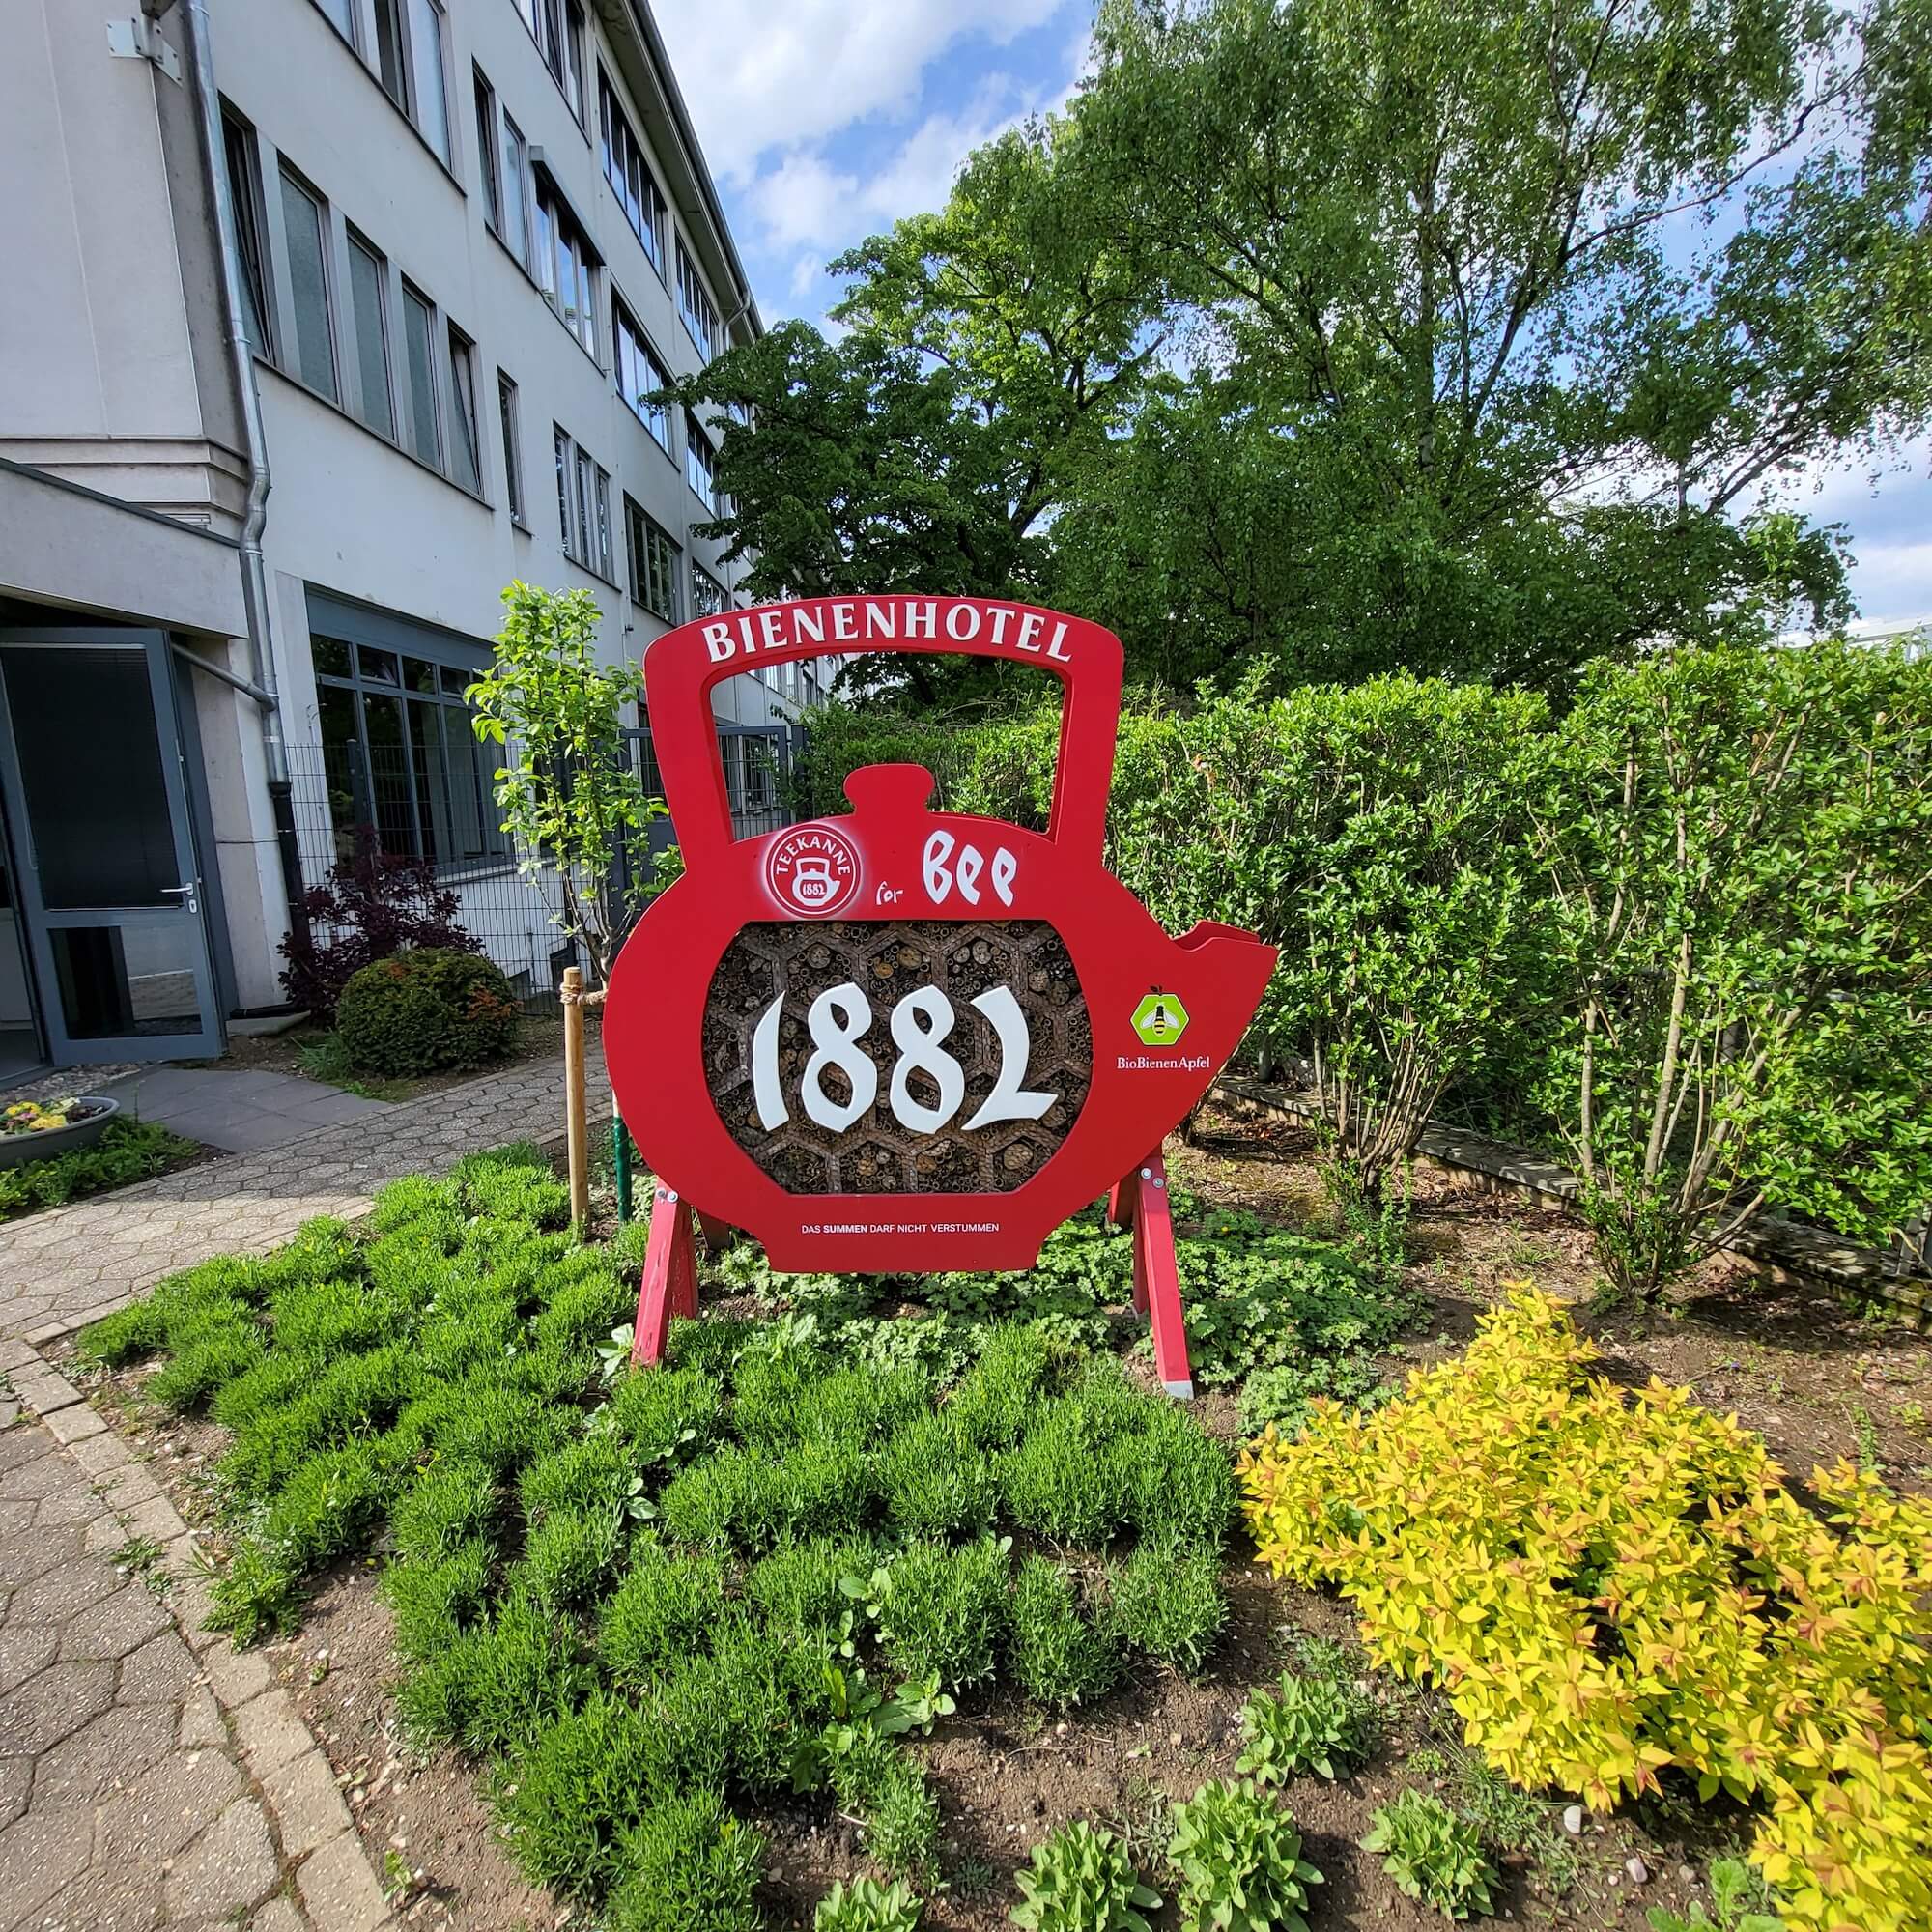 BIENENHOTEL
TEEKANNE
1882
for Bee
1882
BioBienenApfel
DAS SUMMEN DARF NICHT VERSTUMMEN